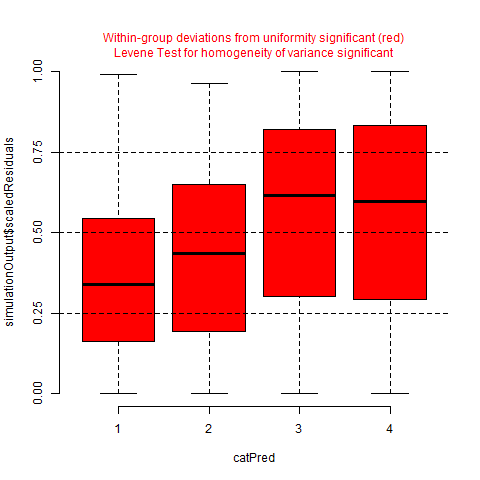 Within-group deviations from uniformity significant (red)
Levene Test for homogeneity of variance significant
simulationOutput$scaledResiduals
1.00
0.75
0.50
0.25
0.00
1 2 3 4
catPred